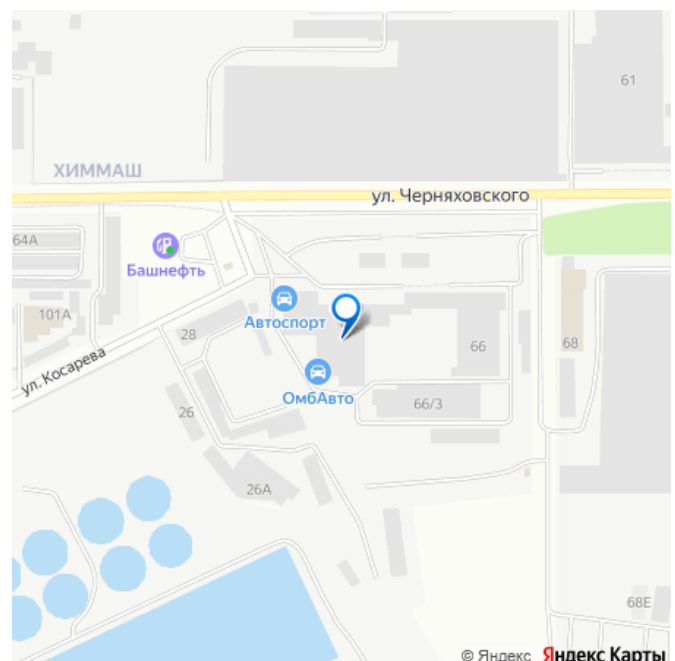 61
ХИММАШ
ул. Черняховского
64А
Башнефть
101А
Автоспорт
28
66
68
ул. Косарева
ОмбАвто
66/3
26
26А
68Е
© Яндекс Яндекс Карты